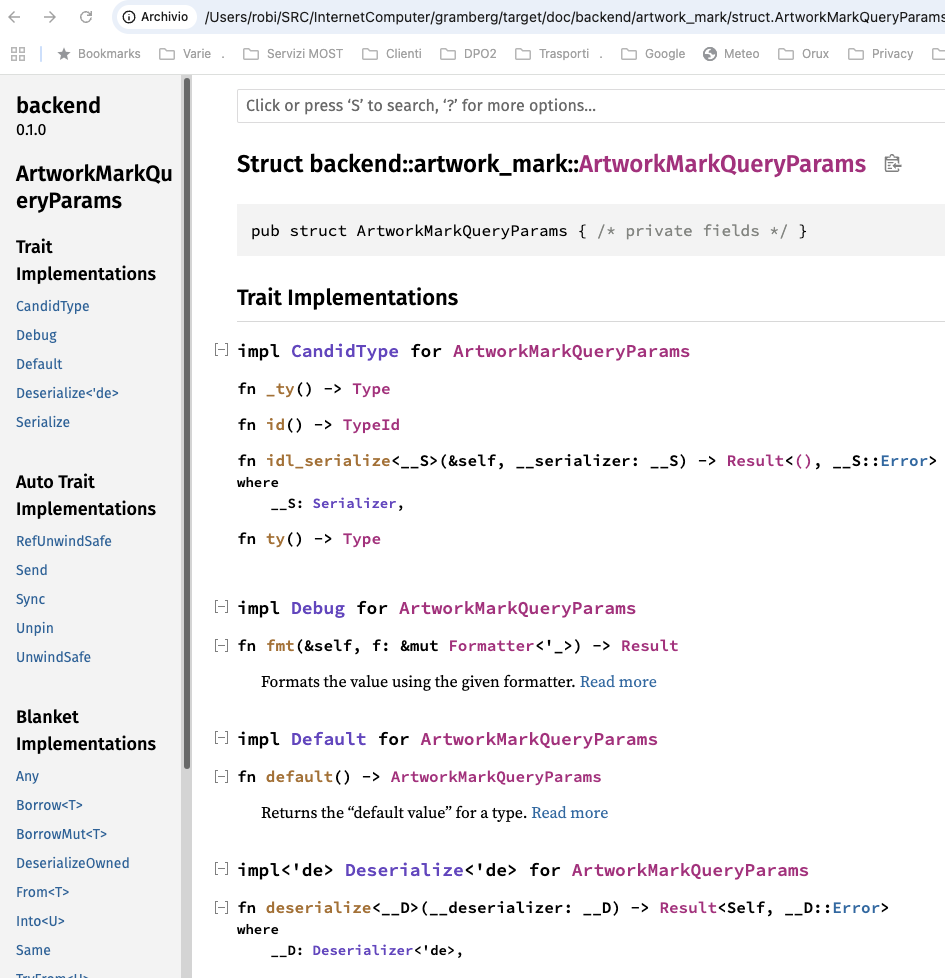 Archivio
/Users/robi/SRC/InternetComputer/gramberg/target/doc/backend/artwork_mark/struct.ArtworkMarkQueryParams
Bookmarks Varie . Servizi MOST Clienti DPO2 Trasporti . Google Meteo Orux Privacy
backend
0.1.0
ArtworkMarkQu
eryParams
Trait
Implementations
CandidType
Debug
Default
Deserialize<'de>
Serialize
Auto Trait
Implementations
RefUnwindSafe
Send
Sync
Unpin
UnwindSafe
Blanket
Implementations
Any
Borrow<T>
BorrowMut<T>
DeserializeOwned
From<T>
Into<U>
Same
TryFrom<U>
Click or press ‘S’ to search, ‘?’ for more options…
Struct backend::artwork_mark::ArtworkMarkQueryParams
pub struct ArtworkMarkQueryParams { /* private fields */ }
Trait Implementations
[−] impl CandidType for ArtworkMarkQueryParams
fn _ty() -> Type
fn id() -> TypeId
fn idl_serialize<__S>(&self, __serializer: __S) -> Result<(), __S::Error>
where
__S: Serializer,
fn ty() -> Type
[−] impl Debug for ArtworkMarkQueryParams
[−] fn fmt(&self, f: &mut Formatter<'_>) -> Result
Formats the value using the given formatter. Read more
[−] impl Default for ArtworkMarkQueryParams
[−] fn default() -> ArtworkMarkQueryParams
Returns the “default value” for a type. Read more
[−] impl<'de> Deserialize<'de> for ArtworkMarkQueryParams
[−] fn deserialize<__D>(__deserializer: __D) -> Result<Self, __D::Error>
where
__D: Deserializer<'de>,